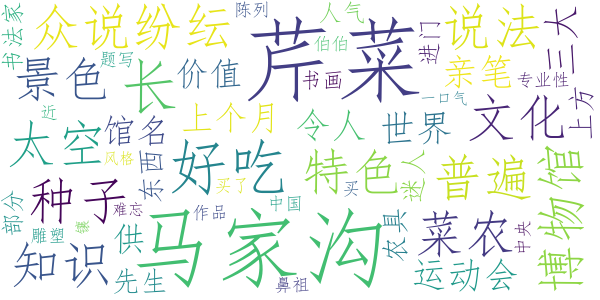 众说纷纭
陈列
人气
说法
书法家
题写
芹菜
伯伯
进门
三大
景色
长
价值
书画
亲笔
专业性
近
上个月
一口气
太空
馆名
令人
世界
文化
上方
风格
东西
好吃
特色
迷人
普遍
博物馆
部分
种子
难忘
买了
买
作品
中国
马家沟
农具
菜农
中央
雕塑
镶
供
知识
先生
鼻祖
运动会